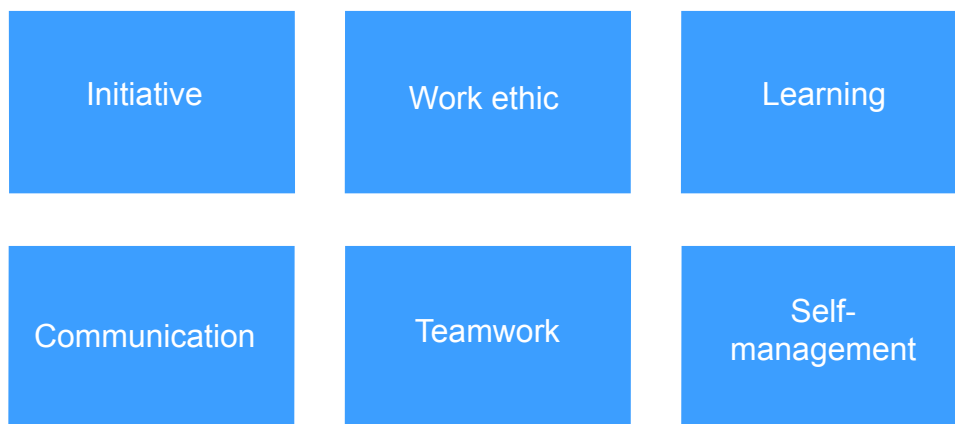 Initiative
Work ethic
Learning
Communication
Teamwork
Self-
management